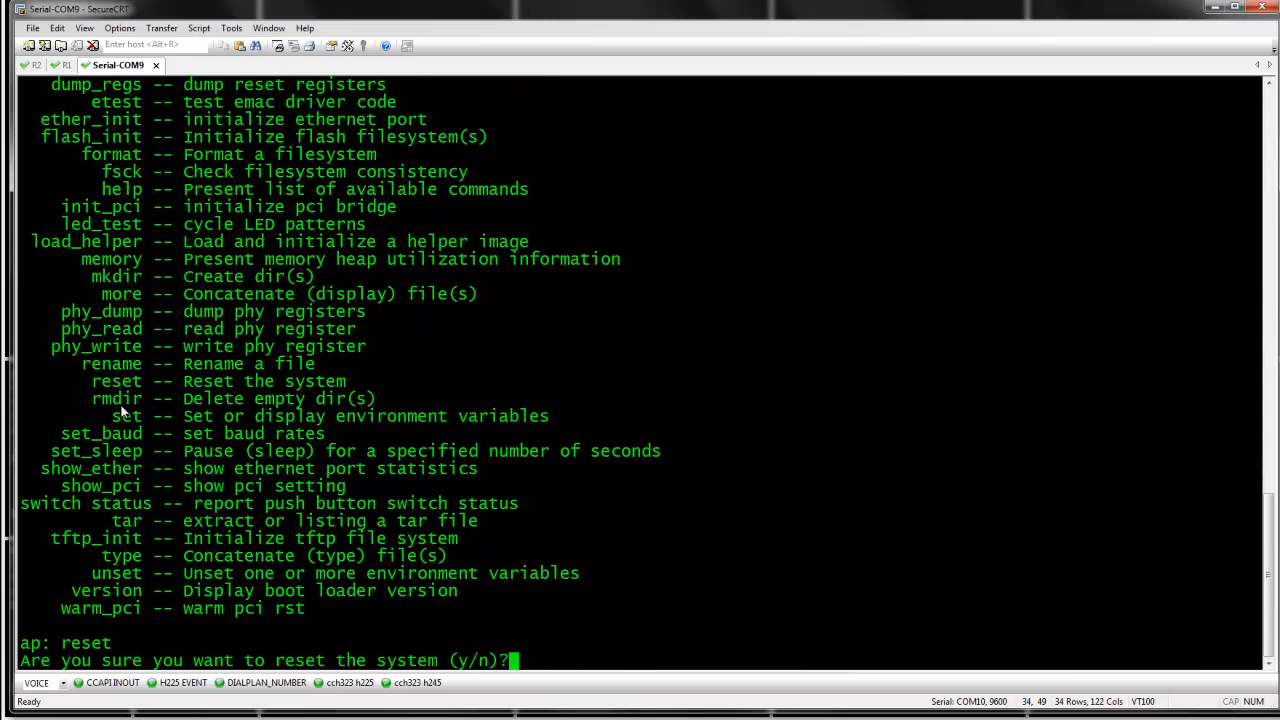 Serial-COM9 - SecureCRT
File Edit View Options Transfer Script Tools Window Help
Enter host <Alt+R>
R2 R1 Serial-COM9
dump_regs -- dump reset registers
etest -- test emac driver code
ether_init -- initialize ethernet port
flash_init -- Initialize flash filesystem(s)
format -- Format a filesystem
fsck -- Check filesystem consistency
help -- Present list of available commands
init_pci -- initialize pci bridge
led_test -- cycle LED patterns
load_helper -- Load and initialize a helper image
memory -- Present memory heap utilization information
mkdir -- Create dir(s)
more -- Concatenate (display) file(s)
phy_dump -- dump phy registers
phy_read -- read phy register
phy_write -- write phy register
rename -- Rename a file
reset -- Reset the system
rmdir -- Delete empty dir(s)
set -- Set or display environment variables
set_baud -- set baud rates
set_sleep -- Pause (sleep) for a specified number of seconds
show_ether -- show ethernet port statistics
show_pci -- show pci setting
switch status -- report push button switch status
tar -- extract or listing a tar file
tftp_init -- Initialize tftp file system
type -- Concatenate (type) file(s)
unset -- Unset one or more environment variables
version -- Display boot loader version
warm_pci -- warm pci rst
ap: reset
Are you sure you want to reset the system (y/n)?
VOICE CCAPI INOUT H225 EVENT DIALPLAN_NUMBER cch323 h225 cch323 h245
Ready Serial: COM10, 9600 34, 49 34 Rows, 122 Cols VT100 CAP NUM